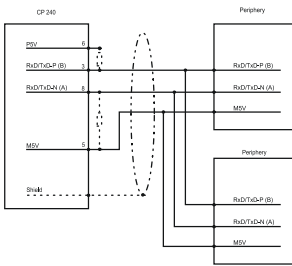 CP 240
Periphery
P5V 6
RxD/TxD-P (B) 3
RxD/TxD-P (B)
RxD/TxD-N (A) 8
RxD/TxD-N (A)
M5V
M5V 5
Periphery
Shield
RxD/TxD-P (B)
RxD/TxD-N (A)
M5V